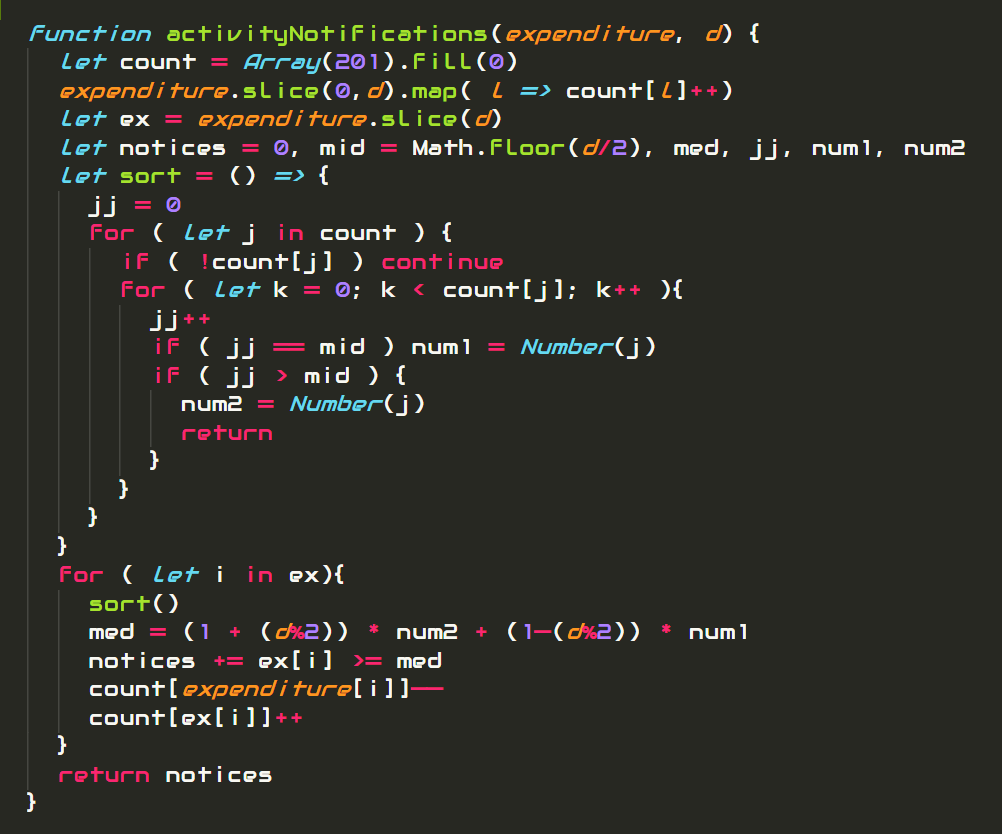 function activityNotifications(expenditure, d) {
let count = Array(201).fill(0)
expenditure.slice(0,d).map( l => count[l]++)
let ex = expenditure.slice(d)
let notices = 0, mid = Math.floor(d/2), med, jj, num1, num2
let sort = () => {
jj = 0
for ( let j in count ) {
if ( !count[j] ) continue
for ( let k = 0; k < count[j]; k++ ){
jj++
if ( jj == mid ) num1 = Number(j)
if ( jj > mid ) {
num2 = Number(j)
return
}
}
}
}
for ( let i in ex){
sort()
med = (1 + (d%2)) * num2 + (1-(d%2)) * num1
notices += ex[i] >= med
count[expenditure[i]]--
count[ex[i]]++
}
return notices
}